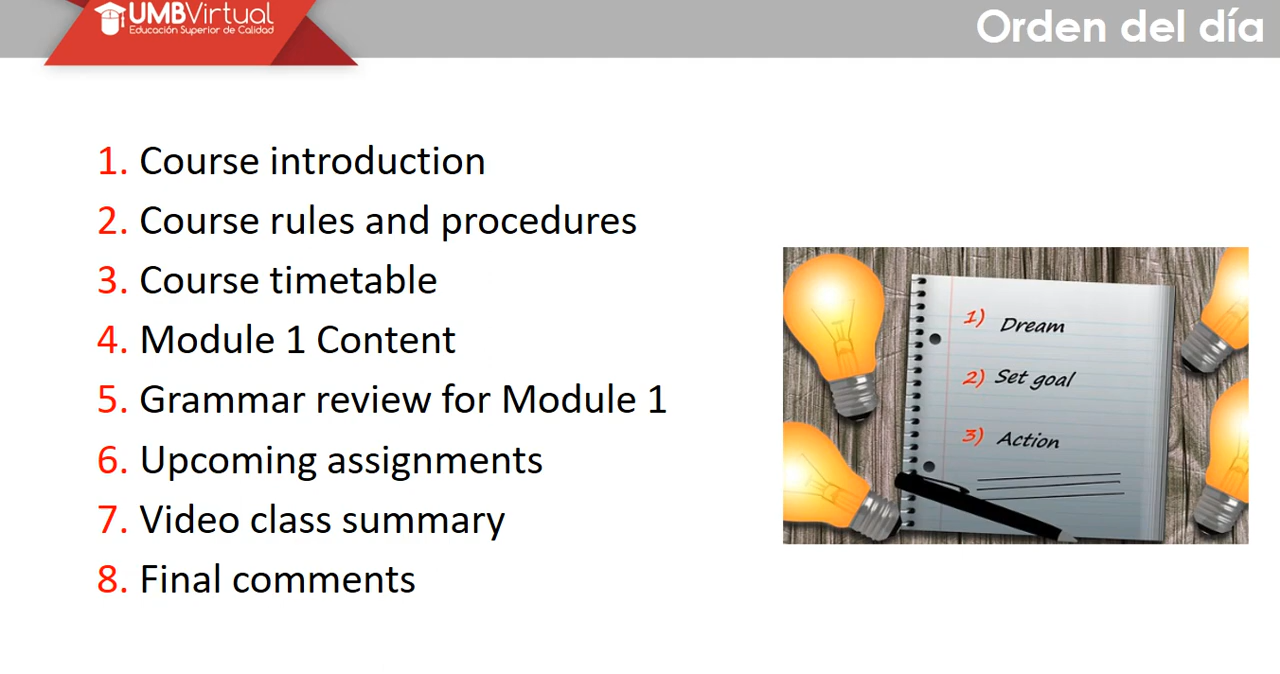 UMBVirtual
Educación Superior de Calidad
Orden del día
1. Course introduction
2. Course rules and procedures
3. Course timetable
4. Module 1 Content
5. Grammar review for Module 1
6. Upcoming assignments
7. Video class summary
8. Final comments
1) Dream
2) Set goal
3) Action